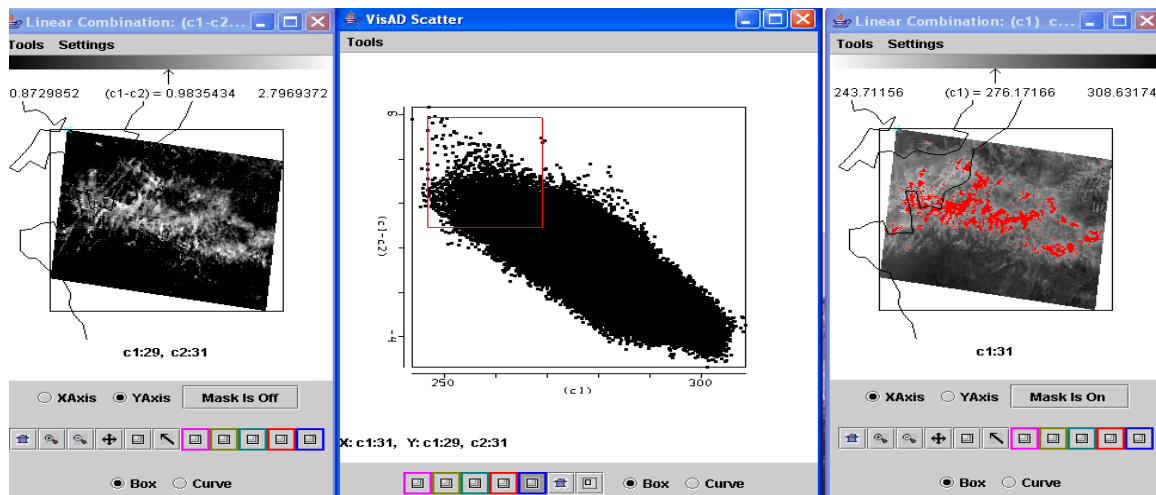 Linear Combination: (c1-c2...
Tools Settings
0.8729852 (c1-c2) = 0.9835434 2.7969372
c1:29, c2:31
XAxis YAxis Mask Is Off
Box Curve
VisAD Scatter
Tools
6
(c1-c2)
-4
250 (c1) 300
X: c1:31, Y: c1:29, c2:31
Box Curve
Linear Combination: (c1) c...
Tools Settings
243.71156 (c1) = 276.17166 308.63174
c1:31
XAxis YAxis Mask Is On
Box Curve